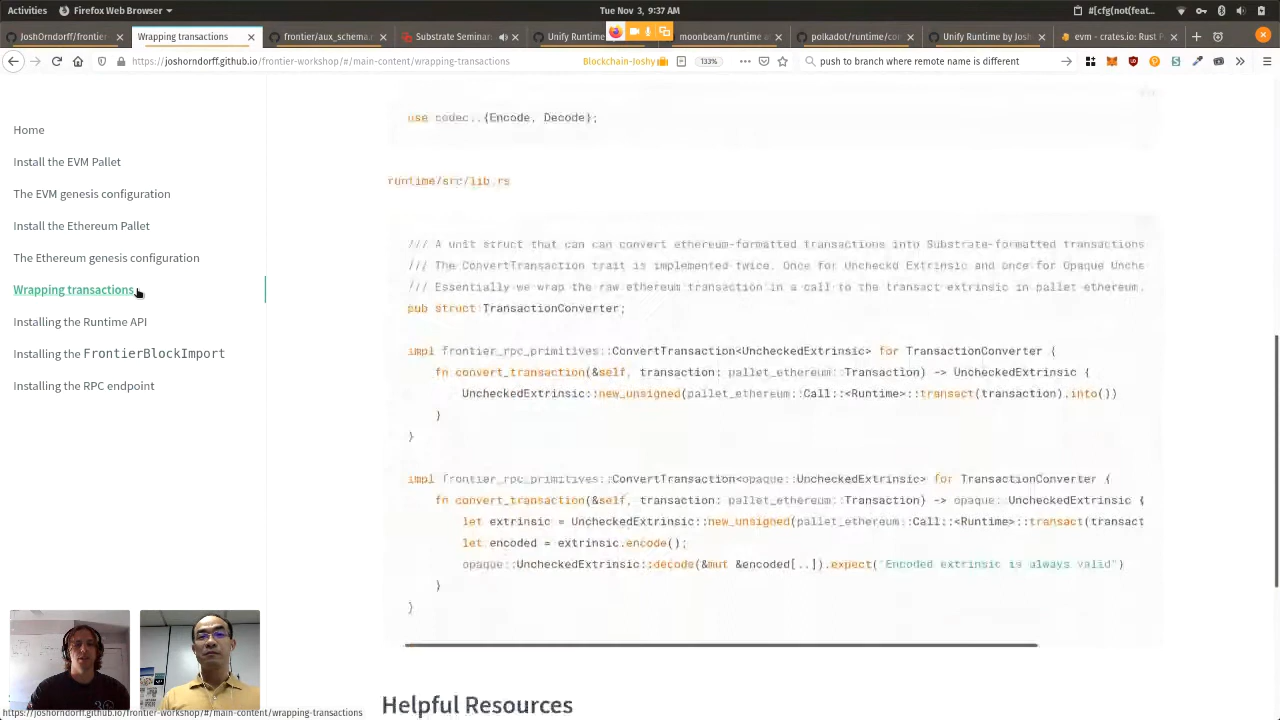 Activities
Firefox Web Browser
Tue Nov 3, 9:37 AM
#[cfg(not(feat...
JoshOrndorff/frontier
Wrapping transactions
frontier/aux_schema.r
Substrate Seminar
Unify Runtime
moonbeam/runtime a
polkadot/runtime/co
Unify Runtime by Josh
evm - crates.io: Rust P
https://joshorndorff.github.io/frontier-workshop/#/main-content/wrapping-transactions
Blockchain-Joshy
133%
push to branch where remote name is different
Home
Install the EVM Pallet
The EVM genesis configuration
Install the Ethereum Pallet
The Ethereum genesis configuration
Wrapping transactions
Installing the Runtime API
Installing the FrontierBlockImport
Installing the RPC endpoint
use codec::{Encode, Decode};
runtime/src/lib.rs
/// A unit struct that can can convert ethereum-formatted transactions into Substrate-formatted transactions
/// The ConvertTransaction trait is implemented twice. Once for Uncheckd Extrinsic and once for Opaque Unche
/// Essentially we wrap the raw ethereum transaction in a call to the transact extrinsic in pallet ethereum.
pub struct TransactionConverter;
impl frontier_rpc_primitives::ConvertTransaction<UncheckedExtrinsic> for TransactionConverter {
fn convert_transaction(&self, transaction: pallet_ethereum::Transaction) -> UncheckedExtrinsic {
UncheckedExtrinsic::new_unsigned(pallet_ethereum::Call::<Runtime>::transact(transaction).into())
}
}
impl frontier_rpc_primitives::ConvertTransaction<opaque::UncheckedExtrinsic> for TransactionConverter {
fn convert_transaction(&self, transaction: pallet_ethereum::Transaction) -> opaque::UncheckedExtrinsic {
let extrinsic = UncheckedExtrinsic::new_unsigned(pallet_ethereum::Call::<Runtime>::transact(transact
let encoded = extrinsic.encode();
opaque::UncheckedExtrinsic::decode(&mut &encoded[..]).expect("Encoded extrinsic is always valid")
}
}
Helpful Resources
https://joshorndorff.github.io/frontier-workshop/#/main-content/wrapping-transactions